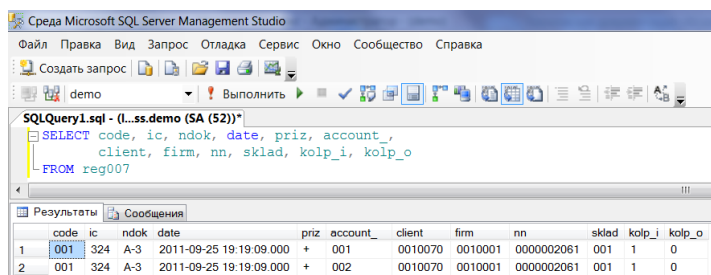 Среда Microsoft SQL Server Management Studio
Файл Правка Вид Запрос Отладка Сервис Окно Сообщество Справка
Создать запрос
demo Выполнить
SQLQuery1.sql - (l...ss.demo (SA (52))*
SELECT code, ic, ndok, date, priz, account_,
client, firm, nn, sklad, kolp_i, kolp_o
FROM reg007
Результаты Сообщения
code ic ndok date priz account_ client firm nn sklad kolp_i kolp_o
1 001 324 A-3 2011-09-25 19:19:09.000 + 001 0010070 0010001 0000002061 001 1 0
2 001 324 A-3 2011-09-25 19:19:09.000 + 002 0010070 0010001 0000002061 001 1 0